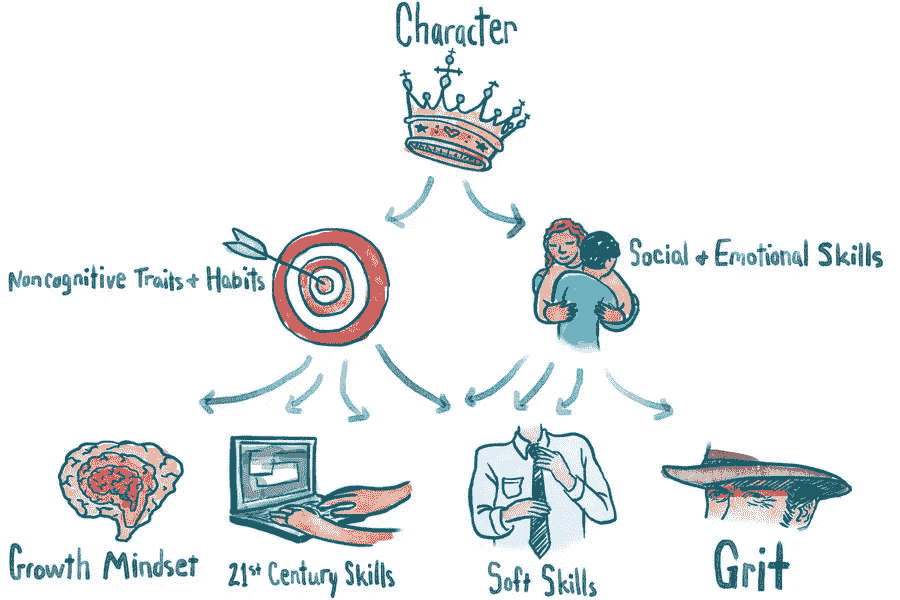 Character
Noncognitive Traits + Habits
Social + Emotional Skills
Growth Mindset
21st Century Skills
Soft Skills
Grit